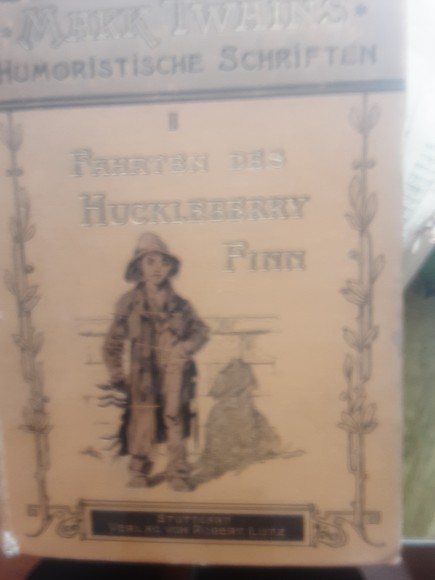 MARK TWAINS
HUMORISTISCHE SCHRIFTEN
II
FAHRTEN DES
HUCKLEBERRY
FINN
STUTTGART
VERLAG VON ROBERT LUTZ